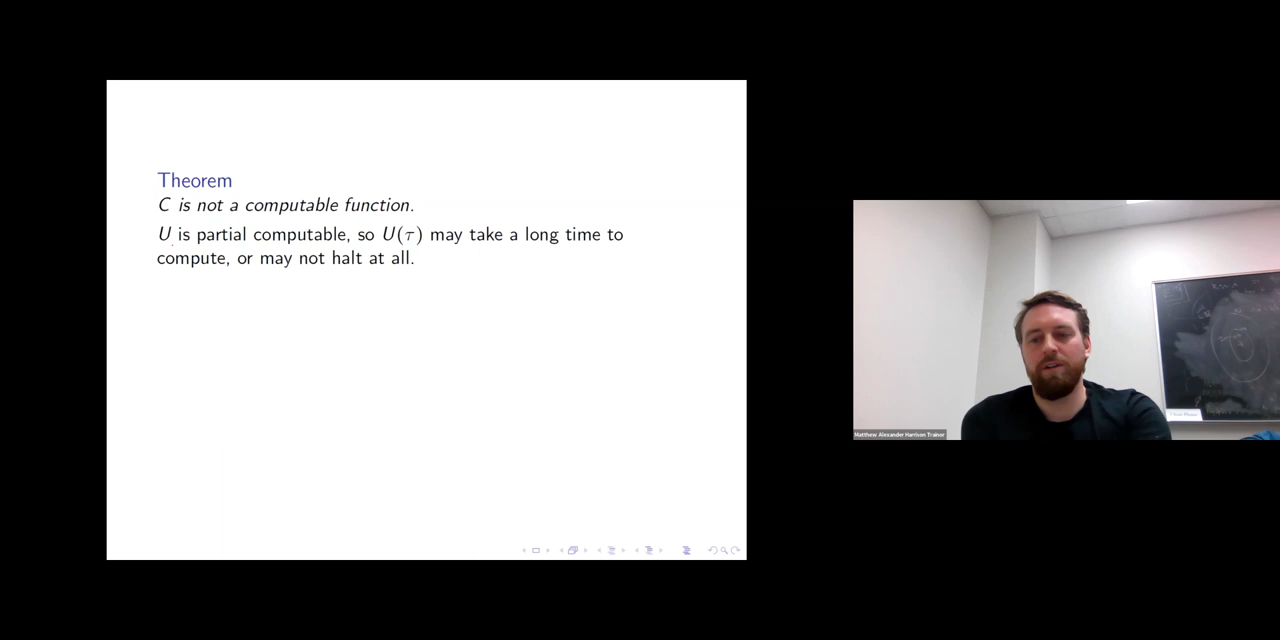 Theorem
C is not a computable function.
U is partial computable, so U(τ) may take a long time to
compute, or may not halt at all.
Matthew Alexander Harrison Trainor